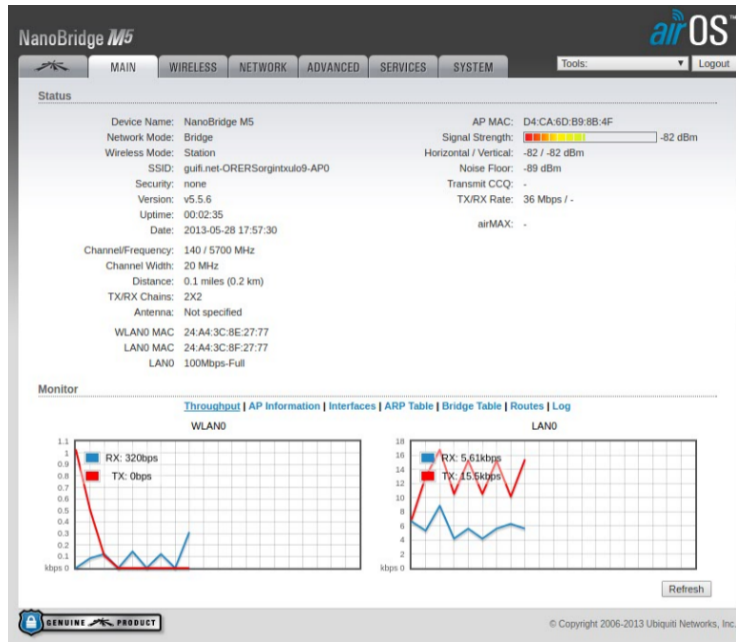 NanoBridge M5
airOS™
MAIN WIRELESS NETWORK ADVANCED SERVICES SYSTEM Tools: Logout
Status
Device Name: NanoBridge M5
Network Mode: Bridge
Wireless Mode: Station
SSID: guifi.net-ORERSorgintxulo9-AP0
Security: none
Version: v5.5.6
Uptime: 00:02:35
Date: 2013-05-28 17:57:30
Channel/Frequency: 140 / 5700 MHz
Channel Width: 20 MHz
Distance: 0.1 miles (0.2 km)
TX/RX Chains: 2X2
Antenna: Not specified
WLAN0 MAC 24:A4:3C:8E:27:77
LAN0 MAC 24:A4:3C:8F:27:77
LAN0 100Mbps-Full
AP MAC: D4:CA:6D:B9:8B:4F
Signal Strength: -82 dBm
Horizontal / Vertical: -82 / -82 dBm
Noise Floor: -89 dBm
Transmit CCQ: -
TX/RX Rate: 36 Mbps / -
airMAX: -
Monitor
Throughput | AP Information | Interfaces | ARP Table | Bridge Table | Routes | Log
WLAN0
1.1
1
0.9
0.8
0.7
0.6
0.5
0.4
0.3
0.2
0.1
kbps 0
RX: 320bps
TX: 0bps
LAN0
18
16
14
12
10
8
6
4
2
kbps 0
RX: 5.61kbps
TX: 15.5kbps
Refresh
GENUINE PRODUCT
© Copyright 2006-2013 Ubiquiti Networks, Inc.